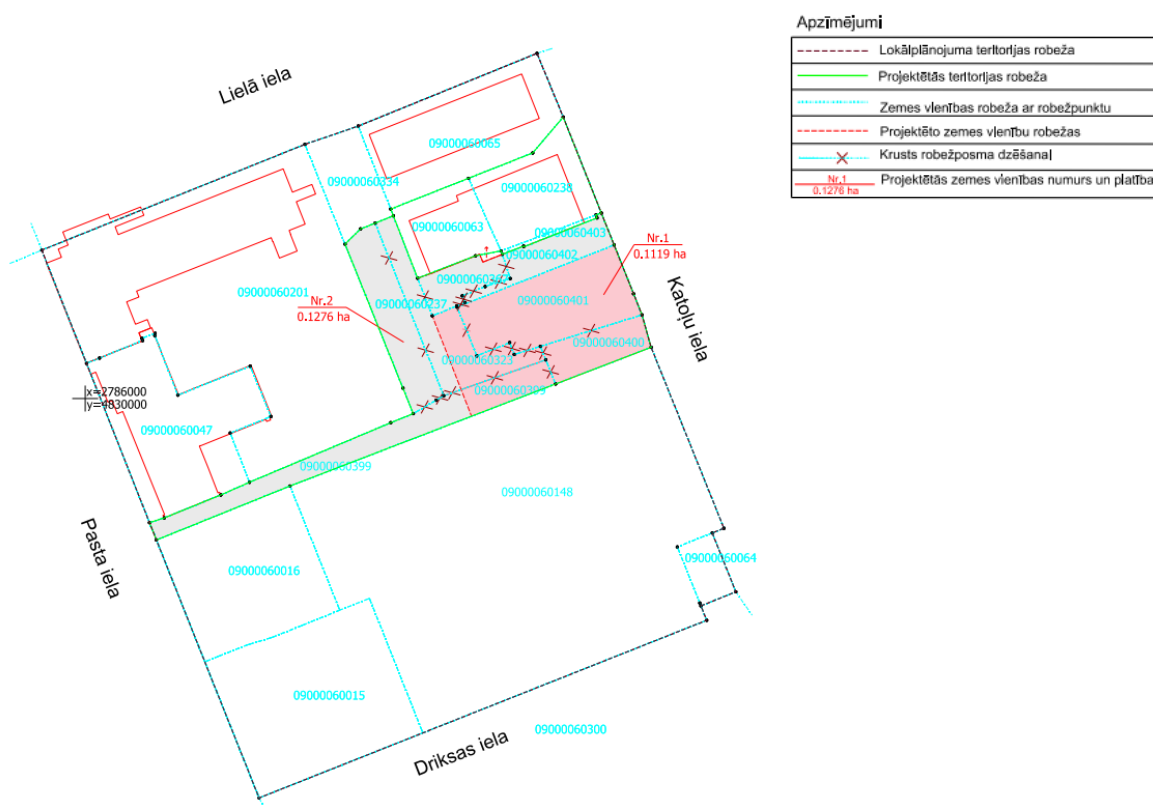 Apzīmējumi
Lokālplānojuma teritorijas robeža
Projektētās teritorijas robeža
Zemes vienības robeža ar robežpunktu
Projektēto zemes vienību robežas
Krusts robežposma dzēšanai
Nr.1
0.1276 ha
Projektētās zemes vienības numurs un platība
Lielā iela
09000060065
09000060334
09000060238
09000060063
09000060403
09000060402
Nr.1
0.1119 ha
Katoļu iela
09000060201
09000060237
09000060401
Nr.2
0.1276 ha
09000060323
09000060400
09000060399
x=2786000
y=4830000
09000060047
09000060399
09000060148
Pasta iela
09000060016
09000060064
09000060015
Driksas iela
09000060300